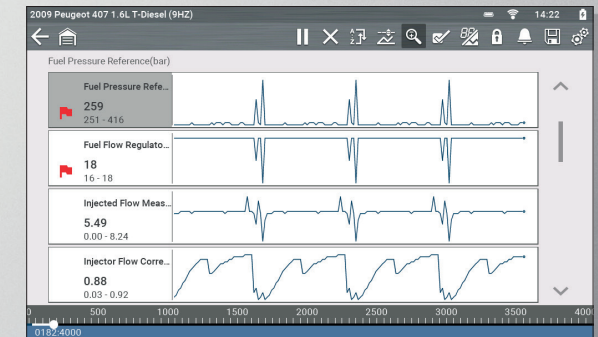 2009 Peugeot 407 1.6L T-Diesel (9HZ)
14:22
Fuel Pressure Reference(bar)
Fuel Pressure Refe...
259
251 - 416
Fuel Flow Regulato...
18
16 - 18
Injected Flow Meas...
5.49
0.00 - 8.24
Injector Flow Corre...
0.88
0.03 - 0.92
0 500 1000 1500 2000 2500 3000 3500 400
0182:4000